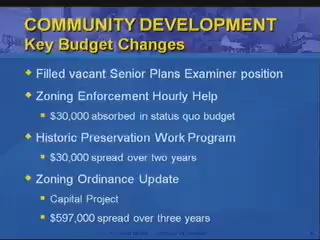 COMMUNITY DEVELOPMENT
Key Budget Changes
Filled vacant Senior Plans Examiner position
Zoning Enforcement Hourly Help
$30,000 absorbed in status quo budget
Historic Preservation Work Program
$30,000 spread over two years
Zoning Ordinance Update
Capital Project
$597,000 spread over three years